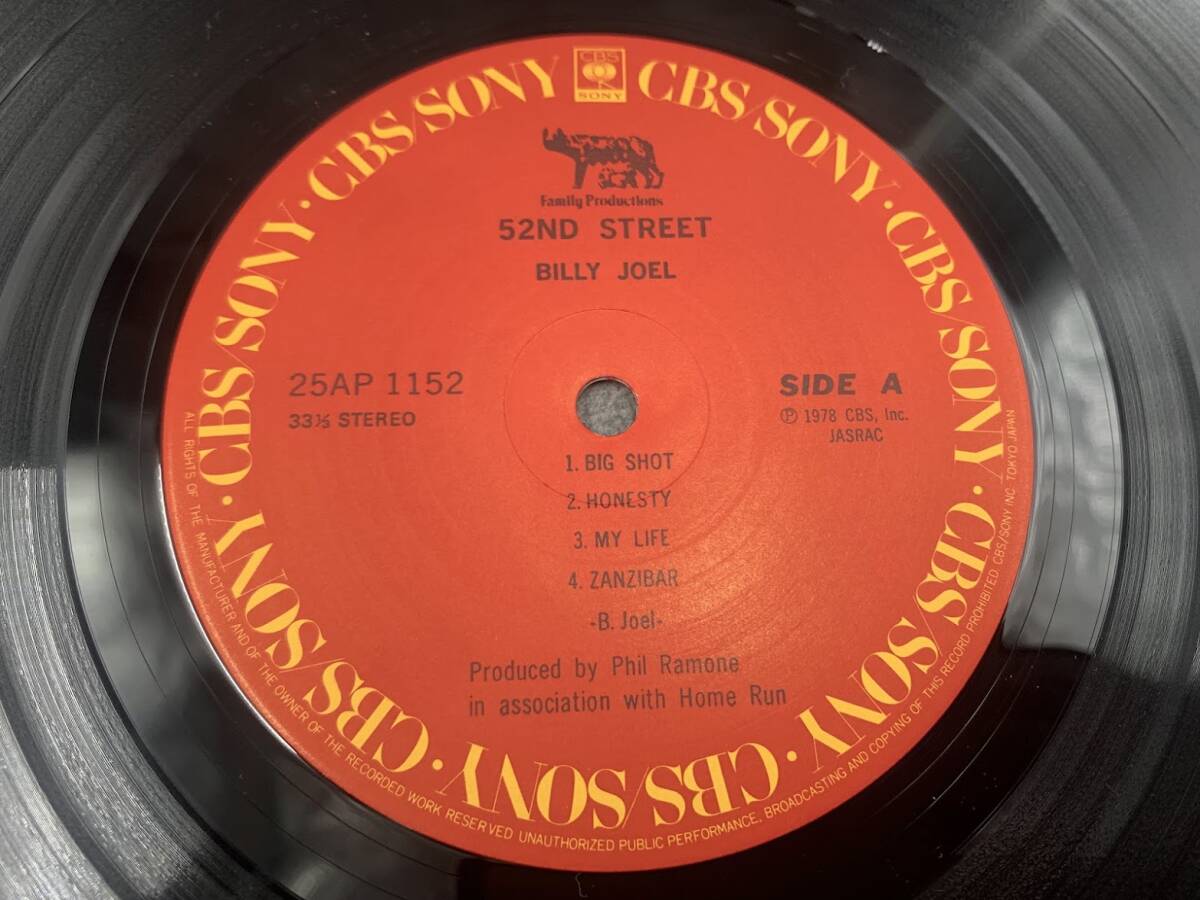 CBS/SONY · CBS/SONY · CBS/SONY · CBS/SONY · CBS/SONY · CBS/SONY · CBS/SONY · CBS/SONY · CBS/SONY · CBS/SONY
CBS
SONY
Family Productions
52ND STREET
BILLY JOEL
25AP 1152
33⅓ STEREO
SIDE A
Ⓟ 1978 CBS, Inc.
JASRAC
1. BIG SHOT
2. HONESTY
3. MY LIFE
4. ZANZIBAR
-B. Joel-
Produced by Phil Ramone
in association with Home Run
ALL RIGHTS OF THE MANUFACTURER AND OF THE OWNER OF THE RECORDED WORK RESERVED UNAUTHORIZED PUBLIC PERFORMANCE, BROADCASTING AND COPYING OF THIS RECORD PROHIBITED CBS/SONY INC. TOKYO JAPAN